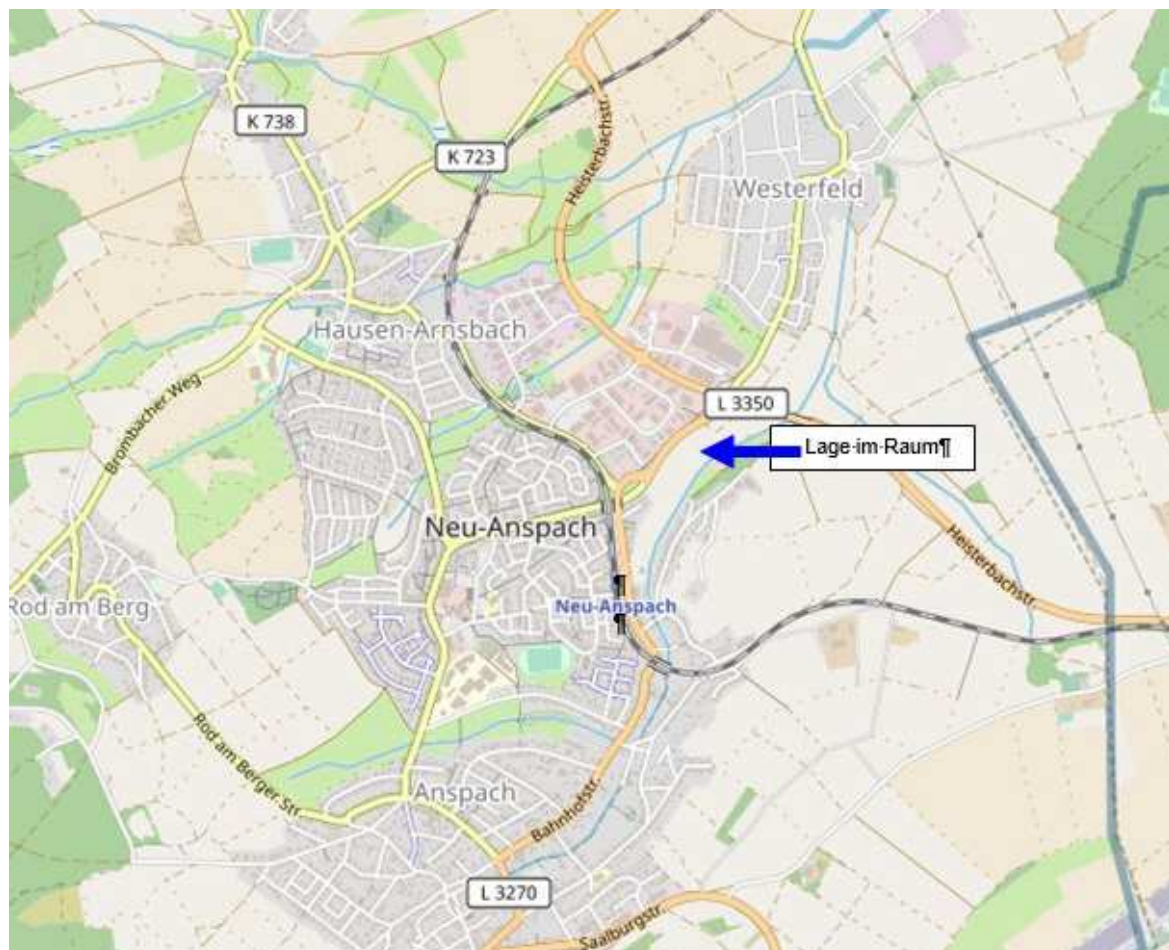 K 738
K 723
Heisterbachstr.
Westerfeld
Hausen-Arnsbach
L 3350
Lage·im·Raum¶
Brombacher Weg
Neu-Anspach
Heisterbachstr.
Rod am Berg
¶
Neu-Anspach
¶
Rod am Berger Str
Anspach
Bahnhofstr.
L 3270
Saalburgstr.